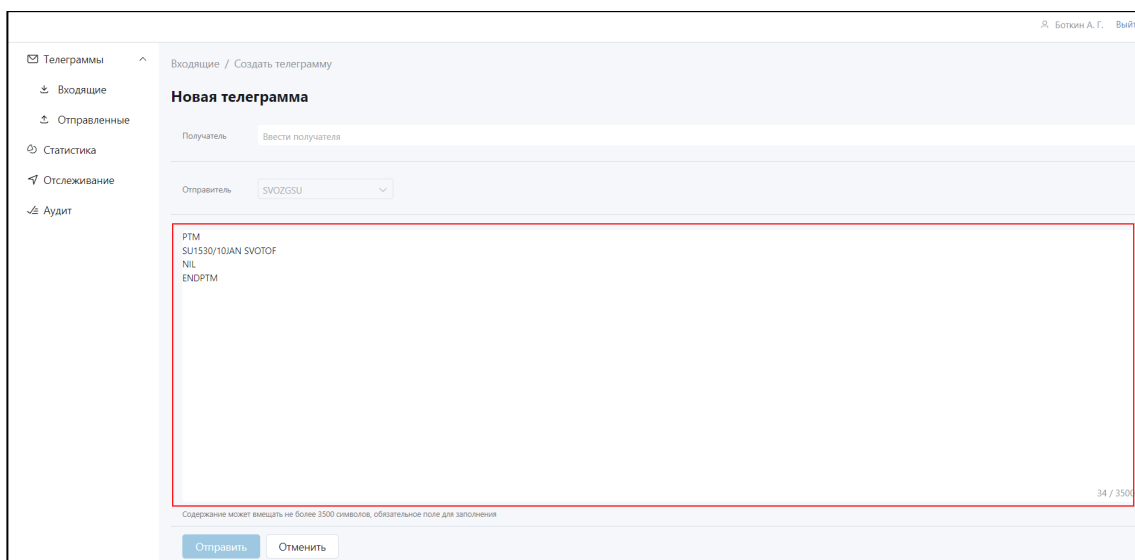 Боткин А. Г. Выйт
Телеграммы
Входящие
Отправленные
Статистика
Отслеживание
Аудит
Входящие / Создать телеграмму
Новая телеграмма
Получатель Ввести получателя
Отправитель SVOZGSU
PTM
SU1530/10JAN SVOTOF
NIL
ENDPTM
34 / 3500
Содержание может вмещать не более 3500 символов, обязательное поле для заполнения
Отправить Отменить